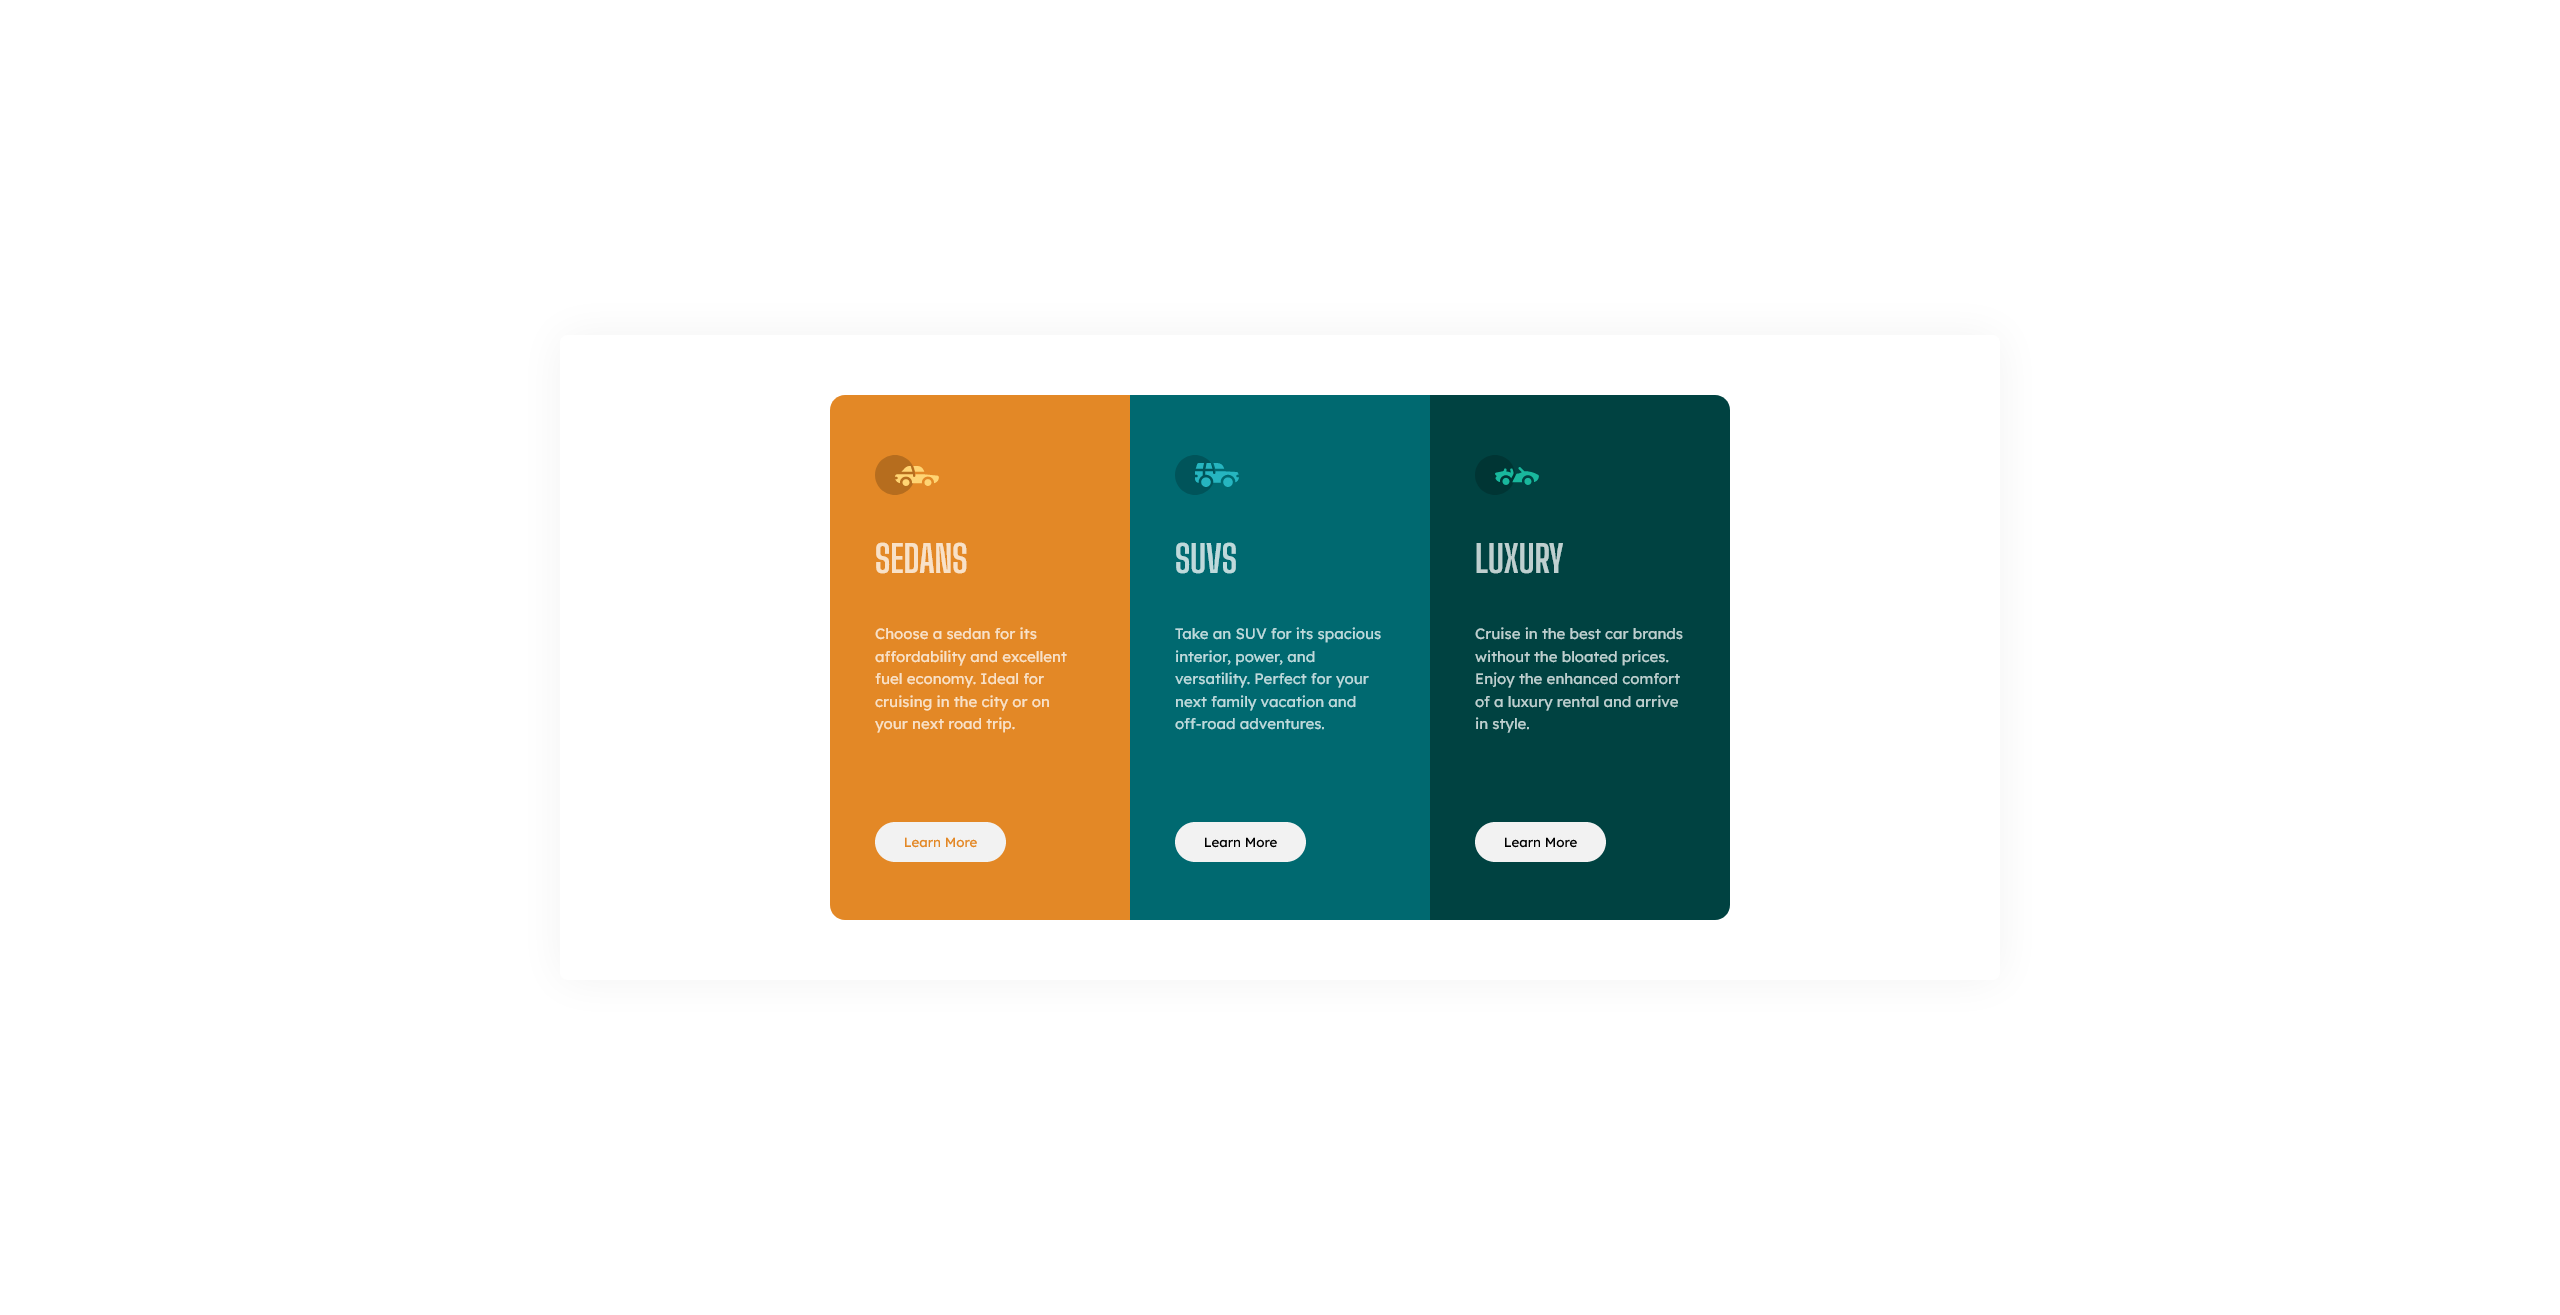 SEDANS
Choose a sedan for its
affordability and excellent
fuel economy. Ideal for
cruising in the city or on
your next road trip.
Learn More
SUVS
Take an SUV for its spacious
interior, power, and
versatility. Perfect for your
next family vacation and
off-road adventures.
Learn More
LUXURY
Cruise in the best car brands
without the bloated prices.
Enjoy the enhanced comfort
of a luxury rental and arrive
in style.
Learn More